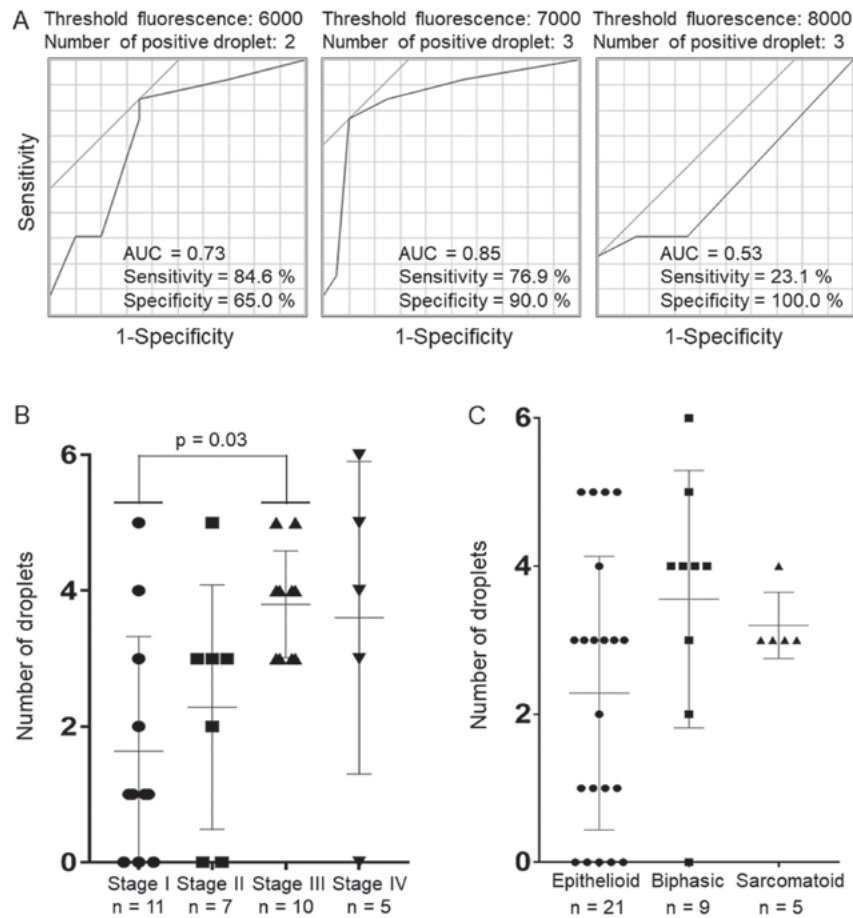 A
Threshold fluorescence: 6000
Number of positive droplet: 2
Threshold fluorescence: 7000
Number of positive droplet: 3
Threshold fluorescence: 8000
Number of positive droplet: 3
Sensitivity
AUC = 0.73
Sensitivity = 84.6 %
Specificity = 65.0 %
AUC = 0.85
Sensitivity = 76.9 %
Specificity = 90.0 %
AUC = 0.53
Sensitivity = 23.1 %
Specificity = 100.0 %
1-Specificity
1-Specificity
1-Specificity
B
p = 0.03
Number of droplets
6
4
2
0
Stage I
n = 11
Stage II
n = 7
Stage III
n = 10
Stage IV
n = 5
C
Number of droplets
6
4
2
0
Epithelioid
n = 21
Biphasic
n = 9
Sarcomatoid
n = 5